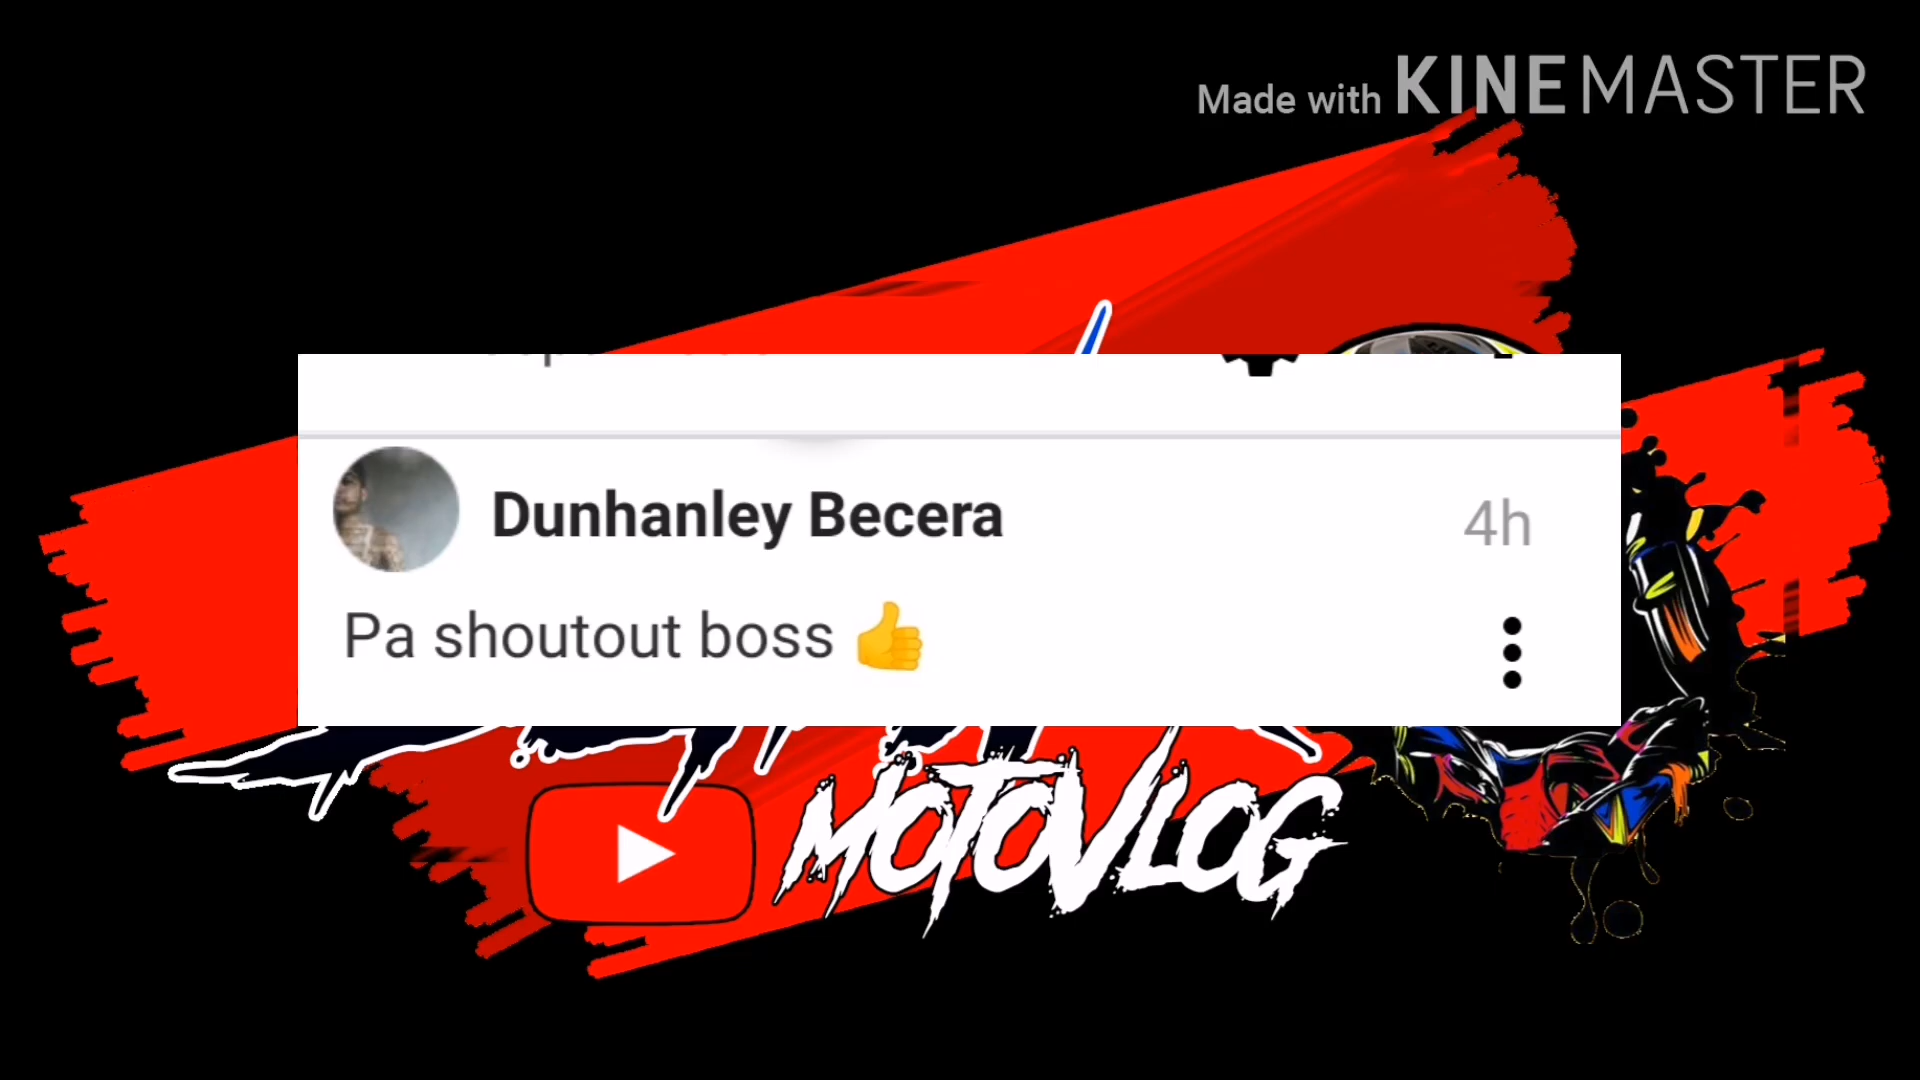 Made with KINEMASTER
Dunhanley Becera
4h
Pa shoutout boss 👍
MOTOVLOG